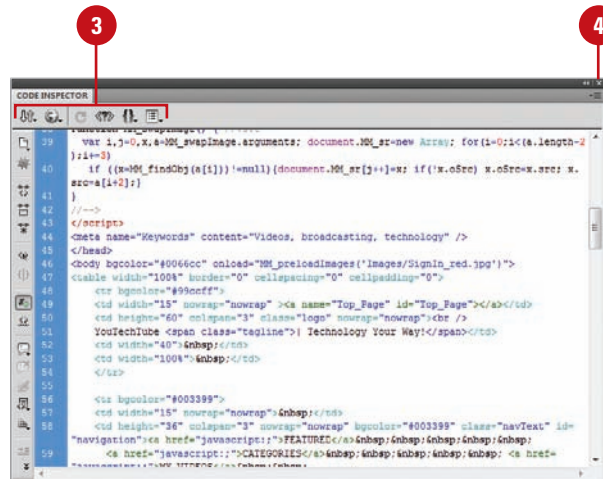 3
4
CODE INSPECTOR
38 function MM_swapImage() {
39 var i,j=0,x,a=MM_swapImage.arguments; document.MM_sr=new Array; for(i=0;i<(a.length-2
);i+=3)
40 if ((x=MM_findObj(a[i]))!=null){document.MM_sr[j++]=x; if(!x.oSrc) x.oSrc=x.src; x.
src=a[i+2];}
41 }
42 //-->
43 </script>
44 <meta name="Keywords" content="Videos, broadcasting, technology" />
45 </head>
46 <body bgcolor="#0066cc" onload="MM_preloadImages('Images/SignIn_red.jpg')">
47 <table width="100%" border="0" cellspacing="0" cellpadding="0">
48 <tr bgcolor="#99ccff">
49 <td width="15" nowrap="nowrap" ><a name="Top_Page" id="Top_Page"></a></td>
50 <td height="60" colspan="3" class="logo" nowrap="nowrap"><br />
51 YouTechTube <span class="tagline">| Technology Your Way!</span></td>
52 <td width="40">&nbsp;</td>
53 <td width="100%">&nbsp;</td>
54 </tr>
55
56 <tr bgcolor="#003399">
57 <td width="15" nowrap="nowrap">&nbsp;</td>
58 <td height="36" colspan="3" nowrap="nowrap" bgcolor="#003399" class="navText" id=
"navigation"><a href="javascript:;">FEATURED</a>&nbsp;&nbsp;&nbsp;&nbsp;&nbsp;
59 <a href="javascript:;">CATEGORIES</a>&nbsp;&nbsp;&nbsp;&nbsp;&nbsp; <a href=
"javascript:;">MY VIDEOS</a>&nbsp;&nbsp;